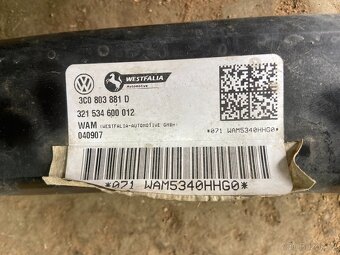 WESTFALIA
Automotive
3C0 803 881 D
321 534 600 012
WAM (WESTFALIA-AUTOMOTIVE GMBH)
040907
*071 WAM5340HHG0*
*071 WAM5340HHG0*